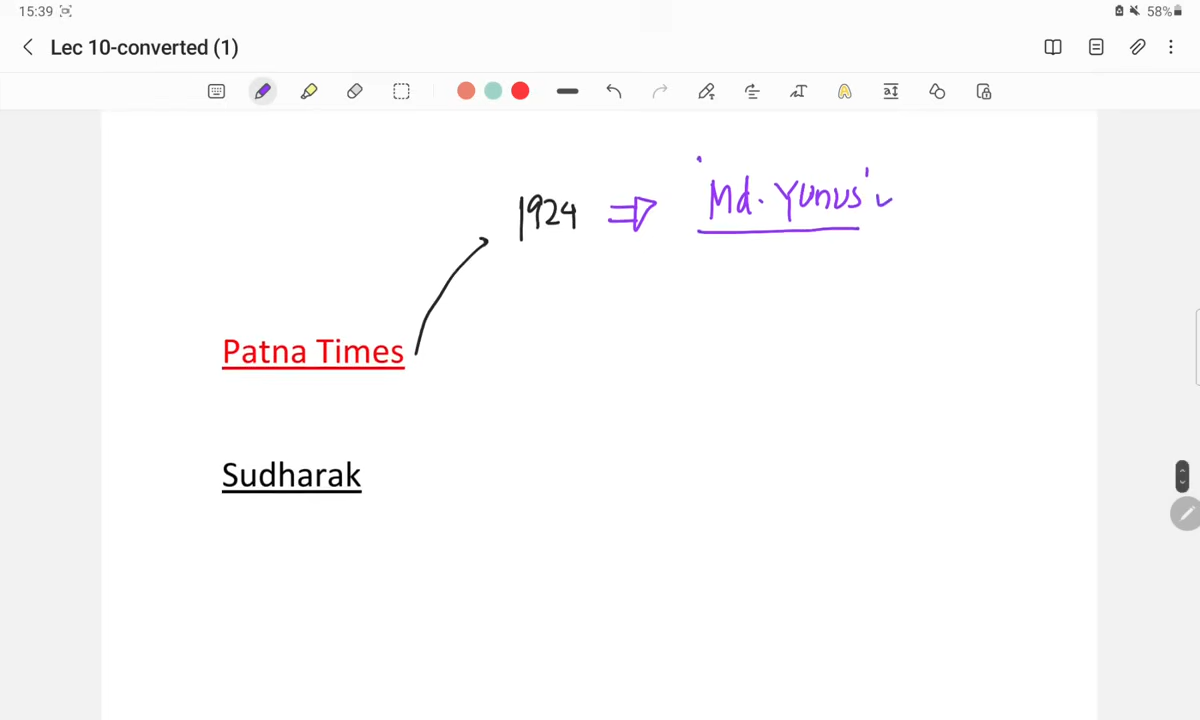 15:39 58%
Lec 10-converted (1)
1924 ⇒ 'Md. Yunus'
Patna Times
Sudharak